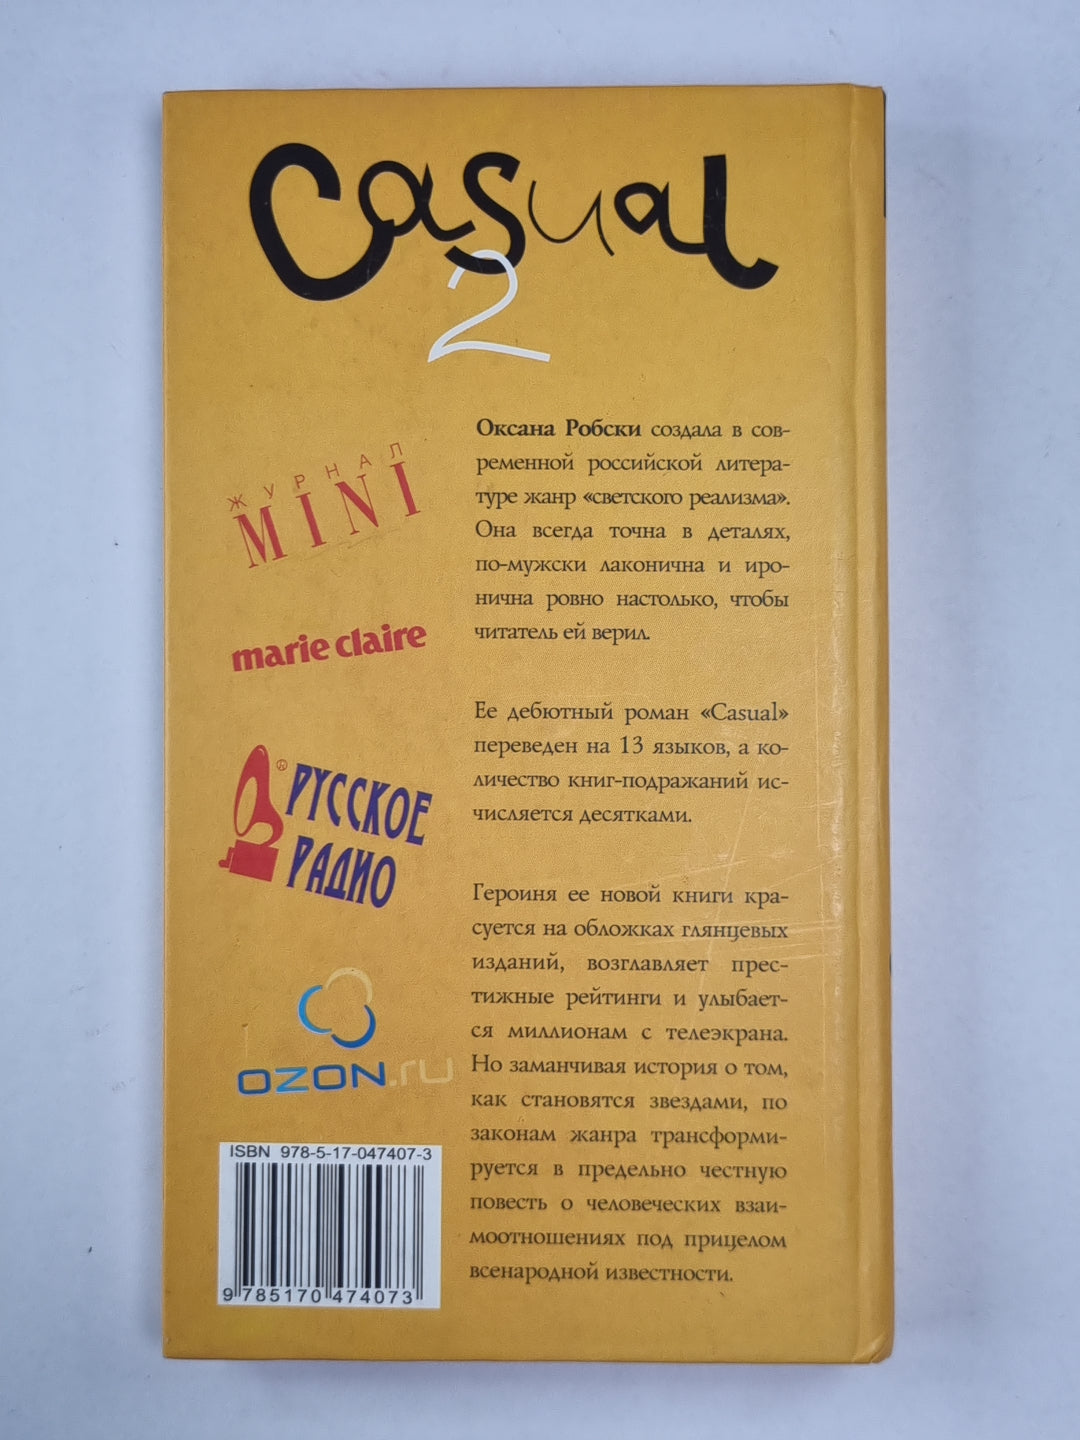 Casual
2
Оксана Робски создала в сов-
ременной российской литера-
туре жанр «светского реализма».
Она всегда точна в деталях,
по-мужски лаконична и иро-
нична ровно настолько, чтобы
читатель ей верил.
Ее дебютный роман «Casual»
переведен на 13 языков, а ко-
личество книг-подражаний ис-
числяется десятками.
Героиня ее новой книги кра-
суется на обложках глянцевых
изданий, возглавляет прес-
тижные рейтинги и улыбает-
ся миллионам с телеэкрана.
Но заманчивая история о том,
как становятся звездами, по
законам жанра трансформи-
руется в предельно честную
повесть о человеческих взаи-
моотношениях под прицелом
всенародной известности.
ЖУРНАЛ
MINI
marie claire
®РУССКОЕ
РАДИО
OZON.ru
ISBN 978-5-17-047407-3
9 785170 474073